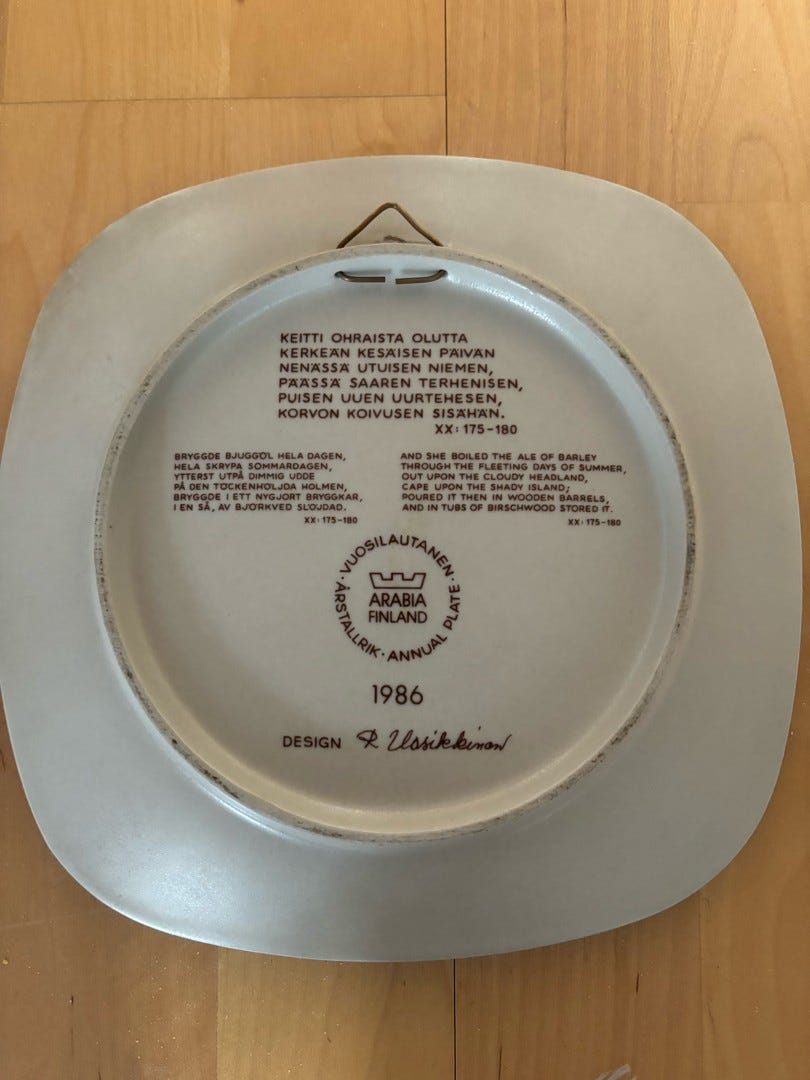 KEITTI OHRAISTA OLUTTA
KERKEÄN KESÄISEN PÄIVÄN
NENÄSSÄ UTUISEN NIEMEN,
PÄÄSSÄ SAAREN TERHENISEN,
PUISEN UUEN UURTEHESEN,
KORVON KOIVUSEN SISÄHÄN.
XX: 175-180
BRYGGDE BJUGGÖL HELA DAGEN,
HELA SKRYPA SOMMARDAGEN,
YTTERST UTPÅ DIMMIG UDDE
PÅ DEN TÖCKENHÖLJDA HOLMEN,
BRYGGDE I ETT NYGJORT BRYGGKAR,
I EN SÅ, AV BJÖRKVED SLÖJDAD.
XX: 175-180
AND SHE BOILED THE ALE OF BARLEY
THROUGH THE FLEETING DAYS OF SUMMER,
OUT UPON THE CLOUDY HEADLAND,
CAPE UPON THE SHADY ISLAND;
POURED IT THEN IN WOODEN BARRELS,
AND IN TUBS OF BIRSCHWOOD STORED IT.
XX: 175-180
· VUOSILAUTANEN · ANNUAL PLATE · ÅRSTALLRIK
ARABIA
FINLAND
1986
DESIGN R Uosikkinen